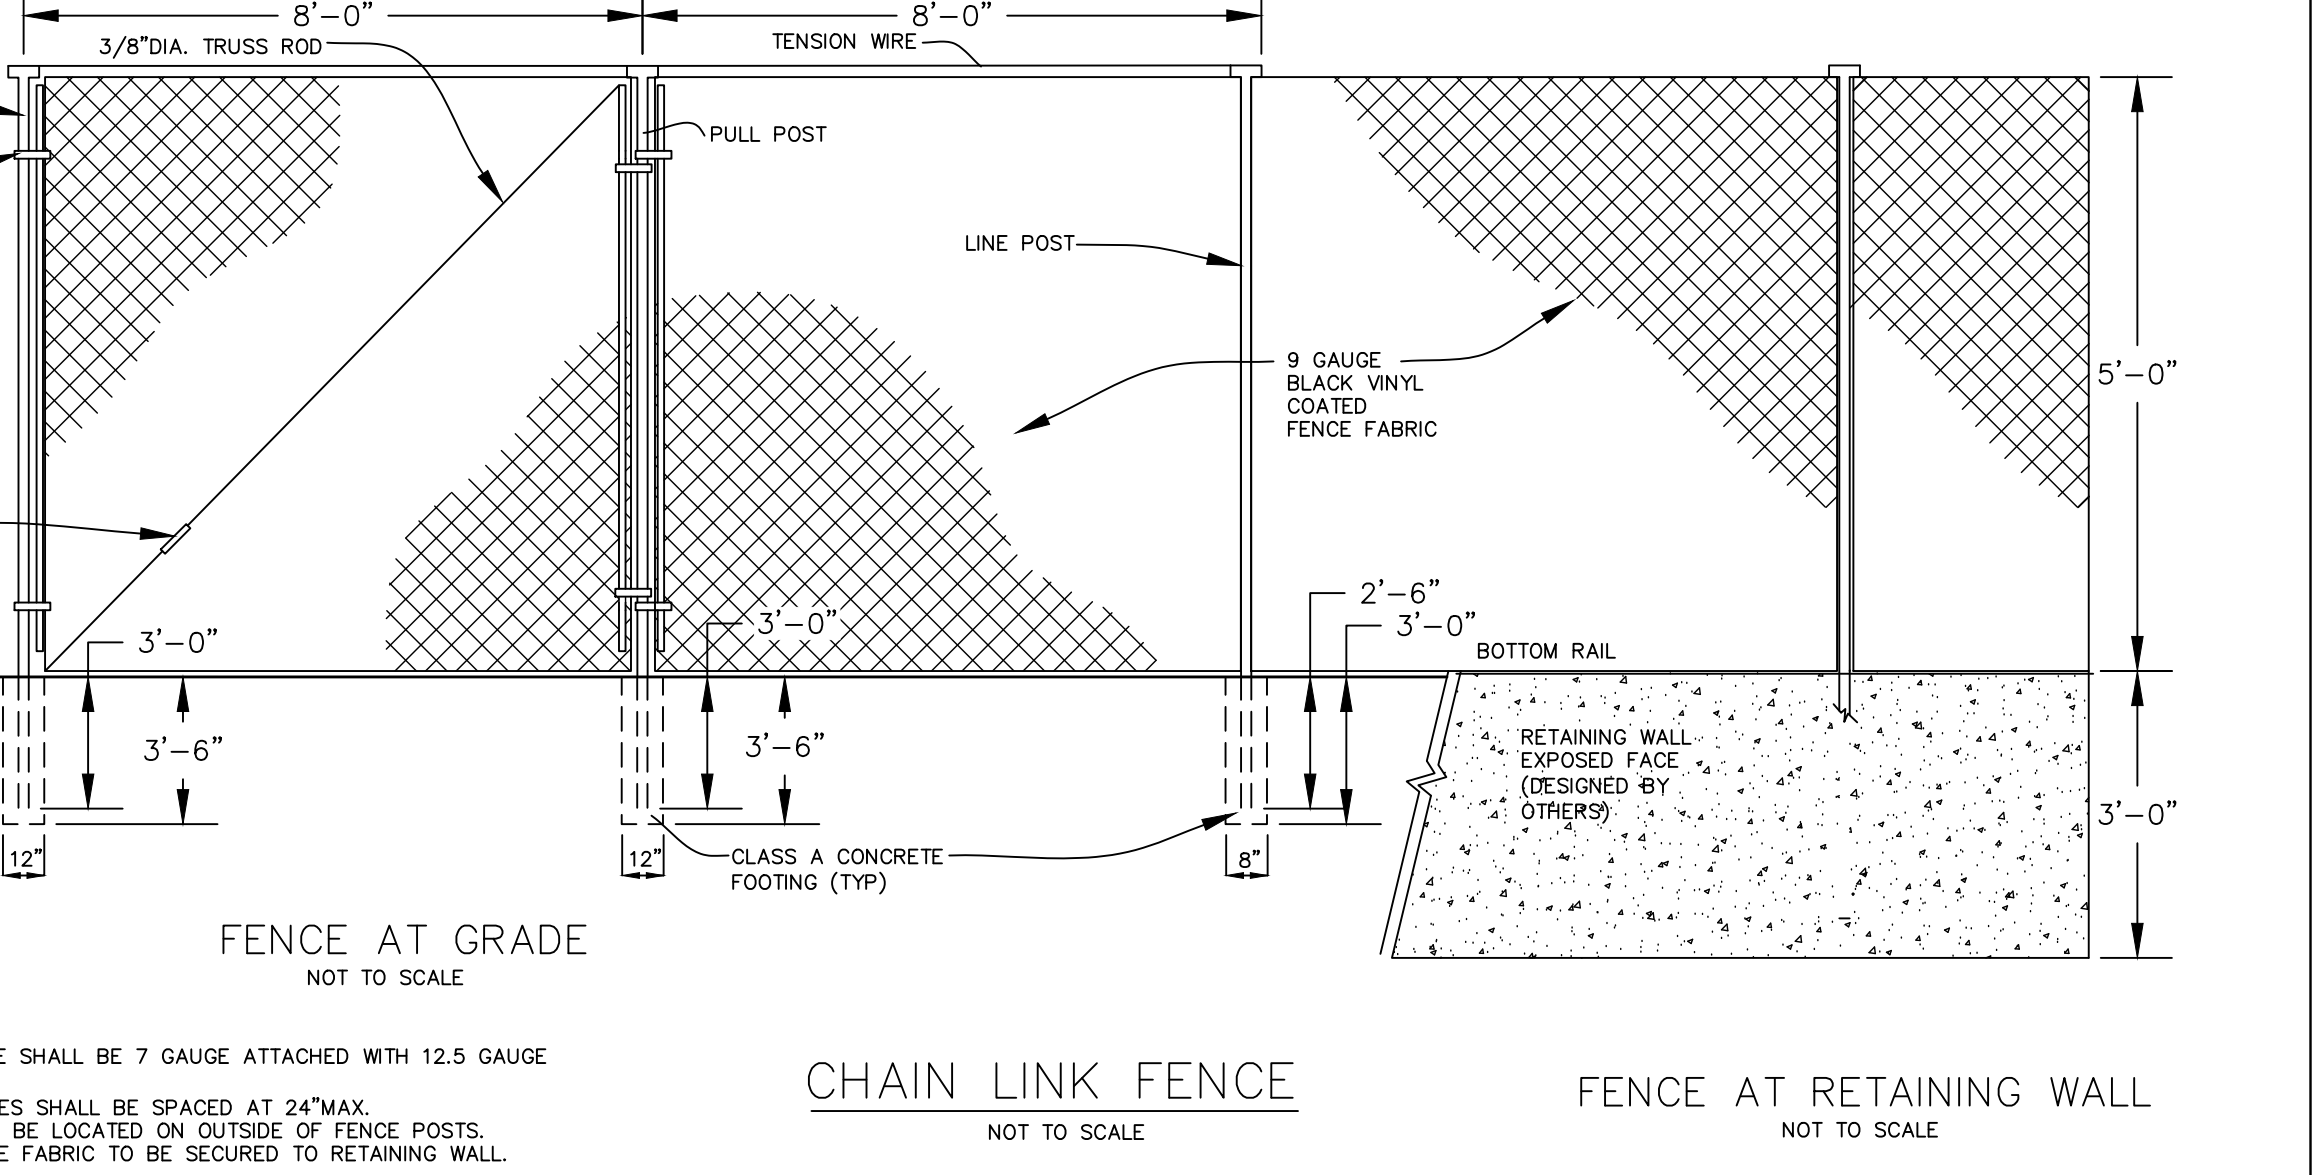 8'-0"
8'-0"
3/8"DIA. TRUSS ROD
TENSION WIRE
PULL POST
LINE POST
9 GAUGE
BLACK VINYL
COATED
FENCE FABRIC
5'-0"
2'-6"
3'-0"
3'-0"
3'-0"
BOTTOM RAIL
3'-6"
3'-6"
RETAINING WALL
EXPOSED FACE
(DESIGNED BY
OTHERS)
3'-0"
12"
12"
8"
CLASS A CONCRETE
FOOTING (TYP)
FENCE AT GRADE
NOT TO SCALE
E SHALL BE 7 GAUGE ATTACHED WITH 12.5 GAUGE
ES SHALL BE SPACED AT 24"MAX.
BE LOCATED ON OUTSIDE OF FENCE POSTS.
E FABRIC TO BE SECURED TO RETAINING WALL.
CHAIN LINK FENCE
NOT TO SCALE
FENCE AT RETAINING WALL
NOT TO SCALE